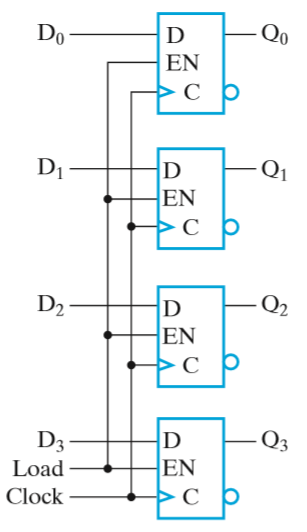 D₀ D Q₀
EN
C
D₁ D Q₁
EN
C
D₂ D Q₂
EN
C
D₃ D Q₃
Load EN
Clock C